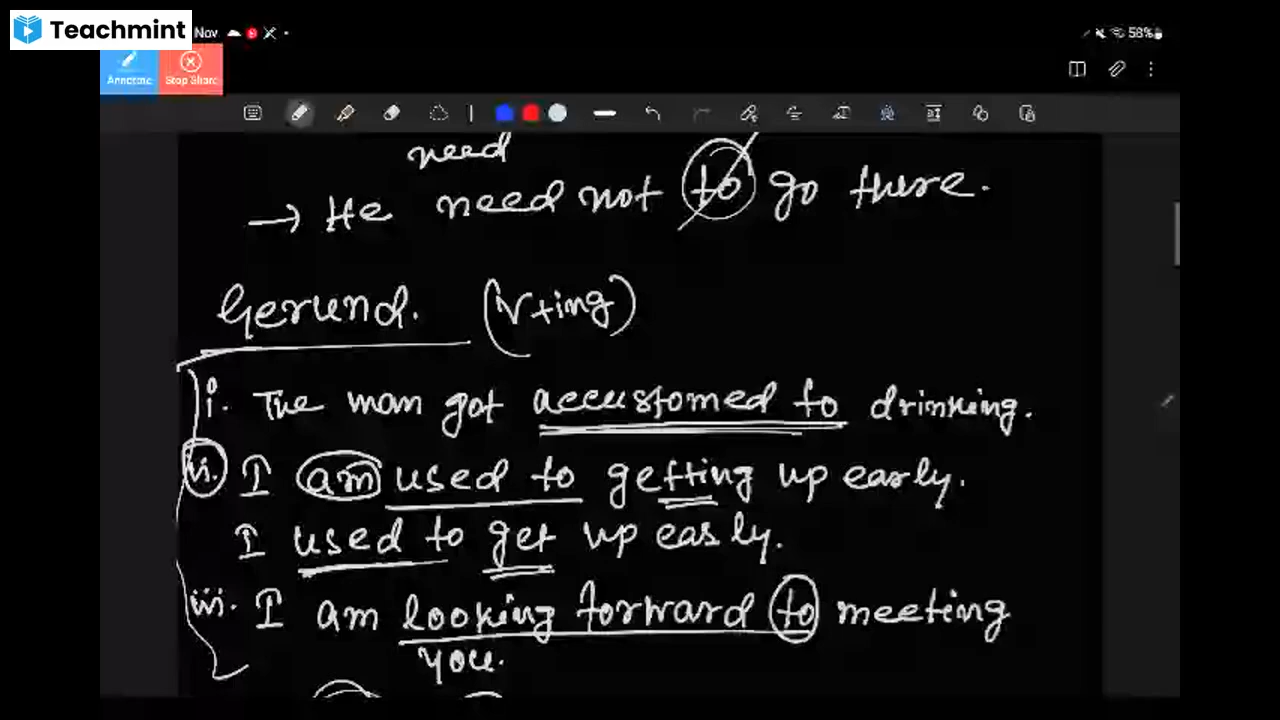 Teachmint
Nov
58%
Annotate
Stop Share
need
→ He need not to go there.
Gerund. (V+ing)
i. The man got accustomed to drinking.
ii. I am used to getting up early.
I used to get up early.
iii. I am looking forward to meeting
you.